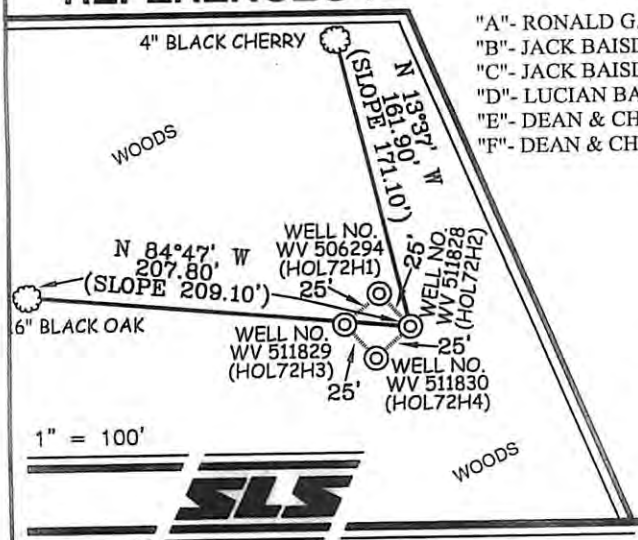 "A"- RONALD G.
"B"- JACK BAISD
"C"- JACK BAISD
"D"- LUCIAN BA
"E"- DEAN & CH
"F"- DEAN & CH
4" BLACK CHERRY
WOODS
N 13°37' W
161.90'
(SLOPE 171.10')
N 84°47' W
207.80'
(SLOPE 209.10')
6" BLACK OAK
WELL NO.
WV 506294
(HOL72H1)
25'
25'
WELL NO.
WV 511828
(HOL72H2)
WELL NO.
WV 511829
(HOL72H3)
25'
25'
WELL NO.
WV 511830
(HOL72H4)
1" = 100'
WOODS
SLS